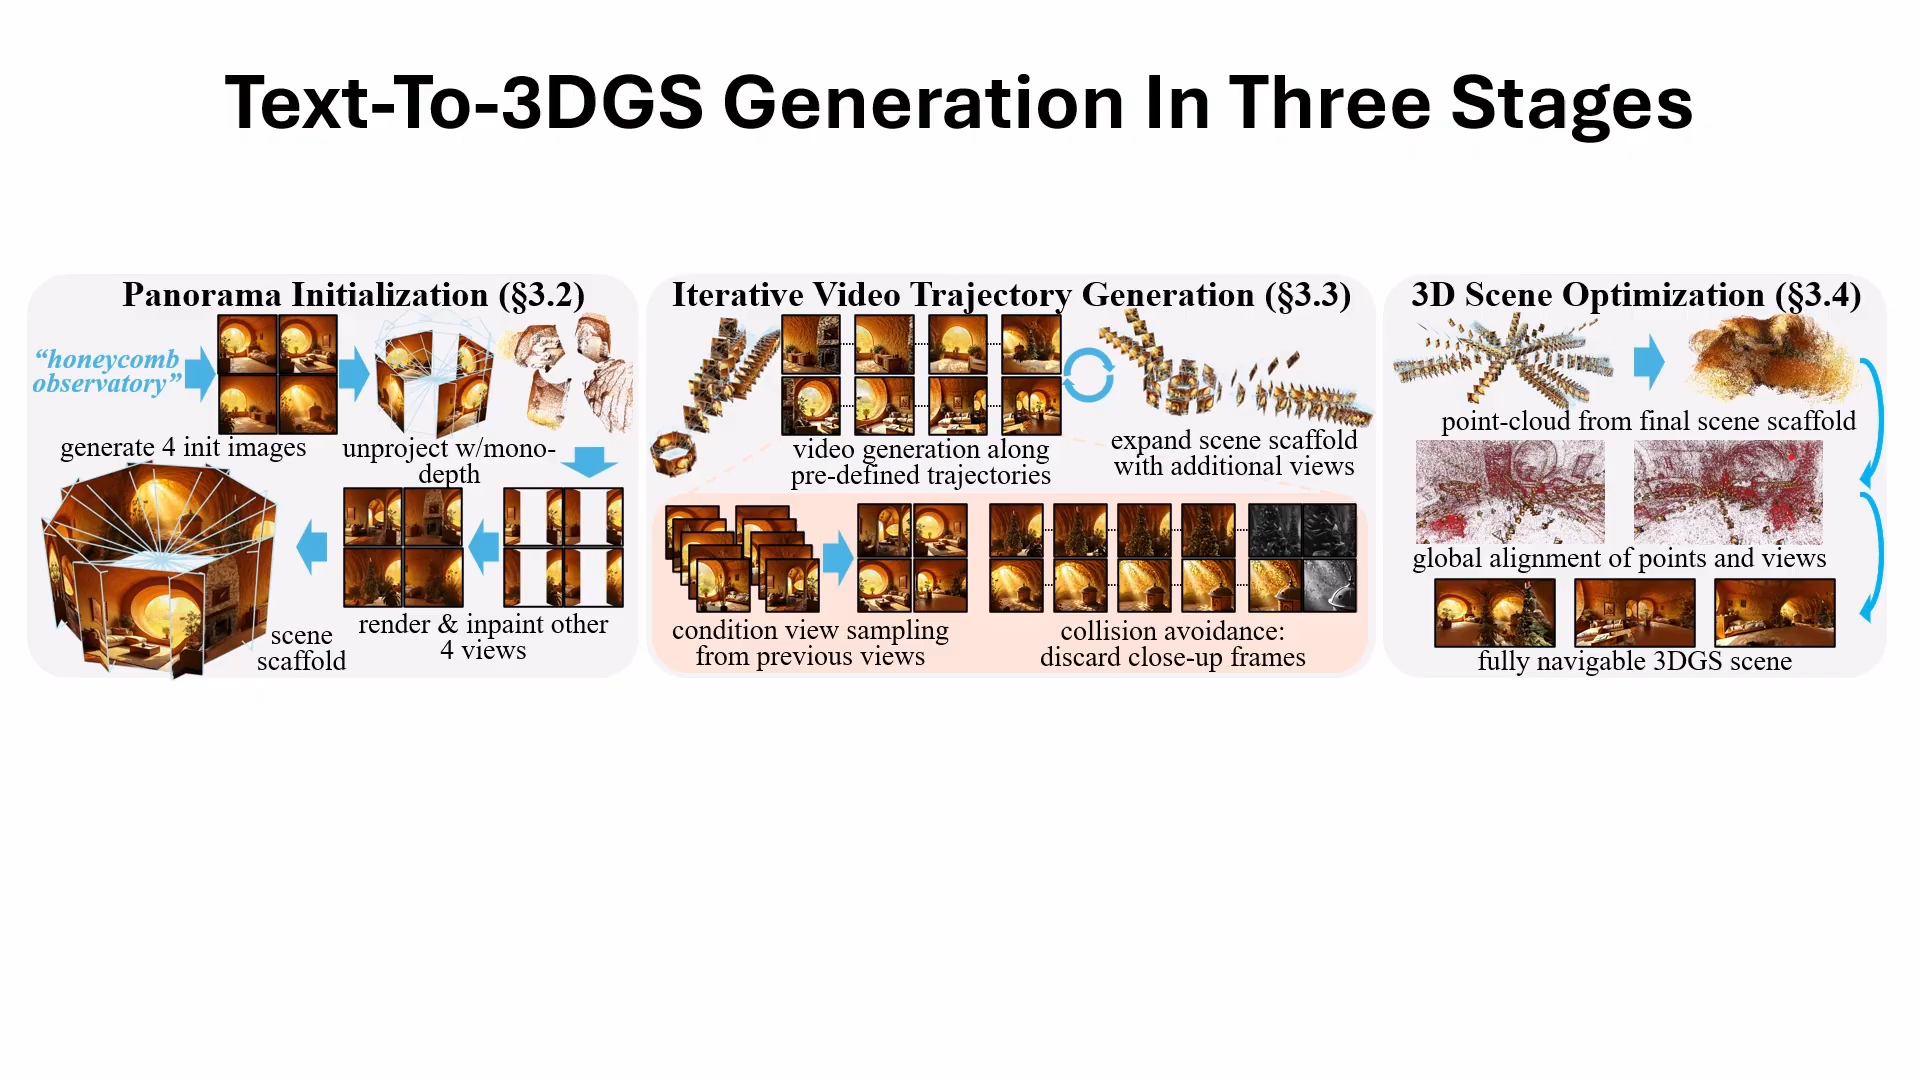 Text-To-3DGS Generation In Three Stages
Panorama Initialization (§3.2)
“honeycomb
observatory”
generate 4 init images
unproject w/mono-
depth
render & inpaint other
4 views
scene
scaffold
Iterative Video Trajectory Generation (§3.3)
video generation along
pre-defined trajectories
expand scene scaffold
with additional views
condition view sampling
from previous views
collision avoidance:
discard close-up frames
3D Scene Optimization (§3.4)
point-cloud from final scene scaffold
global alignment of points and views
fully navigable 3DGS scene